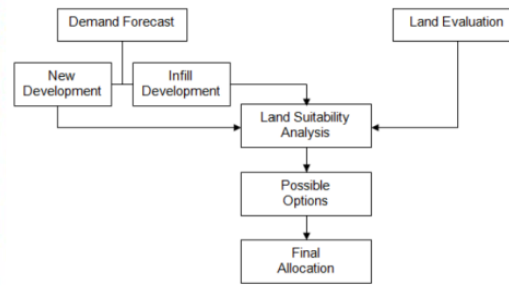 Demand Forecast
Land Evaluation
New
Development
Infill
Development
Land Suitability
Analysis
Possible
Options
Final
Allocation